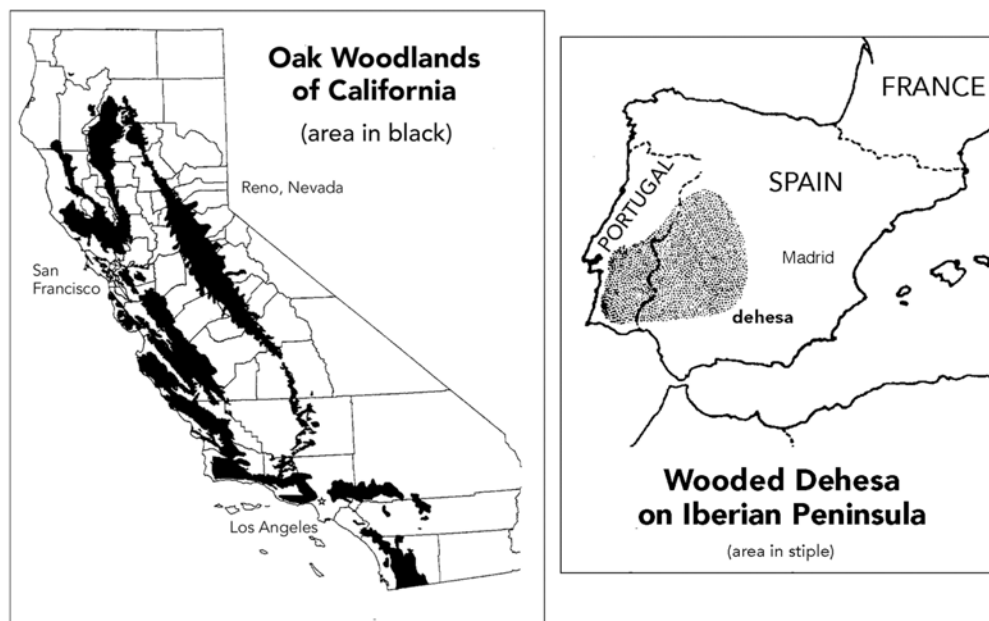 Oak Woodlands
of California
(area in black)
Reno, Nevada
San
Francisco
Los Angeles
FRANCE
PORTUGAL
SPAIN
Madrid
dehesa
Wooded Dehesa
on Iberian Peninsula
(area in stiple)